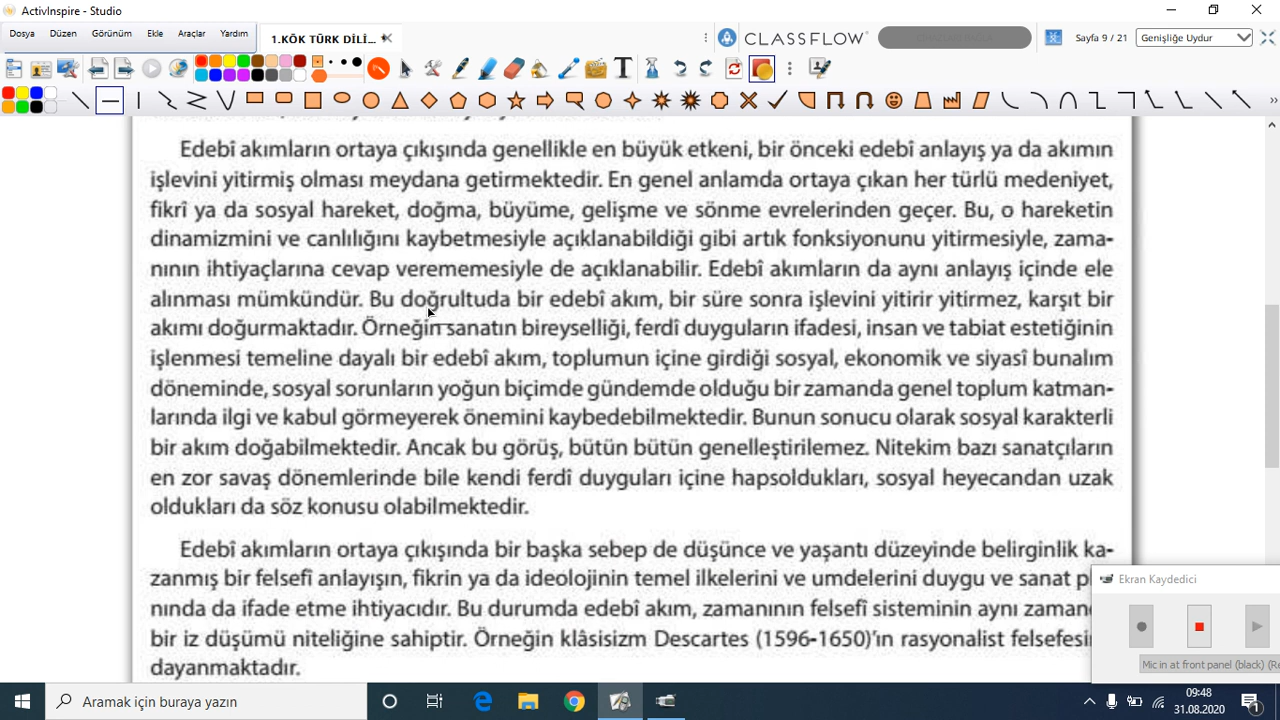 ActivInspire - Studio
Dosya Düzen Görünüm Ekle Araçlar Yardım
1.KÖK TÜRK DİLİ...
CLASSFLOW
Sayfa 9 / 21
Genişliğe Uydur
Edebî akımların ortaya çıkışında genellikle en büyük etkeni, bir önceki edebî anlayış ya da akımın
işlevini yitirmiş olması meydana getirmektedir. En genel anlamda ortaya çıkan her türlü medeniyet,
fikrî ya da sosyal hareket, doğma, büyüme, gelişme ve sönme evrelerinden geçer. Bu, o hareketin
dinamizmini ve canlılığını kaybetmesiyle açıklanabildiği gibi artık fonksiyonunu yitirmesiyle, zama-
nının ihtiyaçlarına cevap verememesiyle de açıklanabilir. Edebî akımların da aynı anlayış içinde ele
alınması mümkündür. Bu doğrultuda bir edebî akım, bir süre sonra işlevini yitirir yitirmez, karşıt bir
akımı doğurmaktadır. Örneğin sanatın bireyselliği, ferdî duyguların ifadesi, insan ve tabiat estetiğinin
işlenmesi temeline dayalı bir edebî akım, toplumun içine girdiği sosyal, ekonomik ve siyasî bunalım
döneminde, sosyal sorunların yoğun biçimde gündemde olduğu bir zamanda genel toplum katman-
larında ilgi ve kabul görmeyerek önemini kaybedebilmektedir. Bunun sonucu olarak sosyal karakterli
bir akım doğabilmektedir. Ancak bu görüş, bütün bütün genelleştirilemez. Nitekim bazı sanatçıların
en zor savaş dönemlerinde bile kendi ferdî duyguları içine hapsoldukları, sosyal heyecandan uzak
oldukları da söz konusu olabilmektedir.
Edebî akımların ortaya çıkışında bir başka sebep de düşünce ve yaşantı düzeyinde belirginlik ka-
zanmış bir felsefî anlayışın, fikrin ya da ideolojinin temel ilkelerini ve umdelerini duygu ve sanat
nında da ifade etme ihtiyacıdır. Bu durumda edebî akım, zamanının felsefî sisteminin aynı
bir iz düşümü niteliğine sahiptir. Örneğin klâsisizm Descartes (1596-1650)'ın rasyonalist
dayanmaktadır.
Ekran Kaydedici
Mic in at front panel (black) (Re
Aramak için buraya yazın
09:48
31.08.2020
1